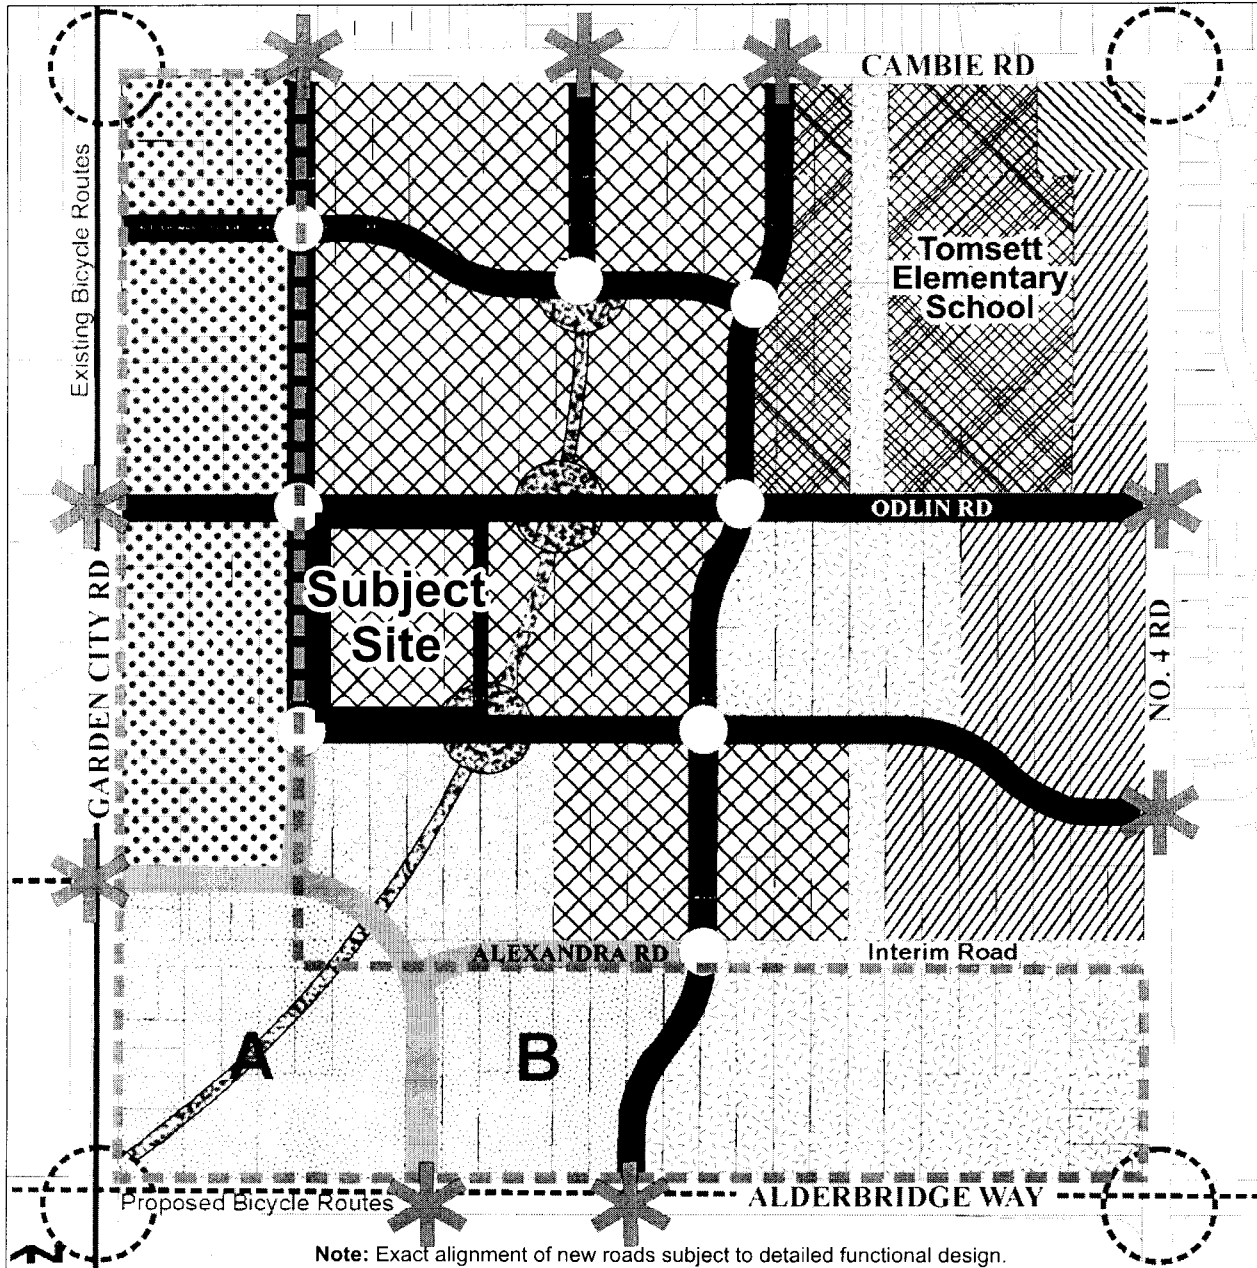 CAMBIE RD
Existing Bicycle Routes
Tomsett
Elementary
School
ODLIN RD
Subject
Site
GARDEN CITY RD
NO. 4 RD
ALEXANDRA RD
Interim Road
A
B
Proposed Bicycle Routes
ALDERBRIDGE WAY
Note: Exact alignment of new roads subject to detailed functional design.